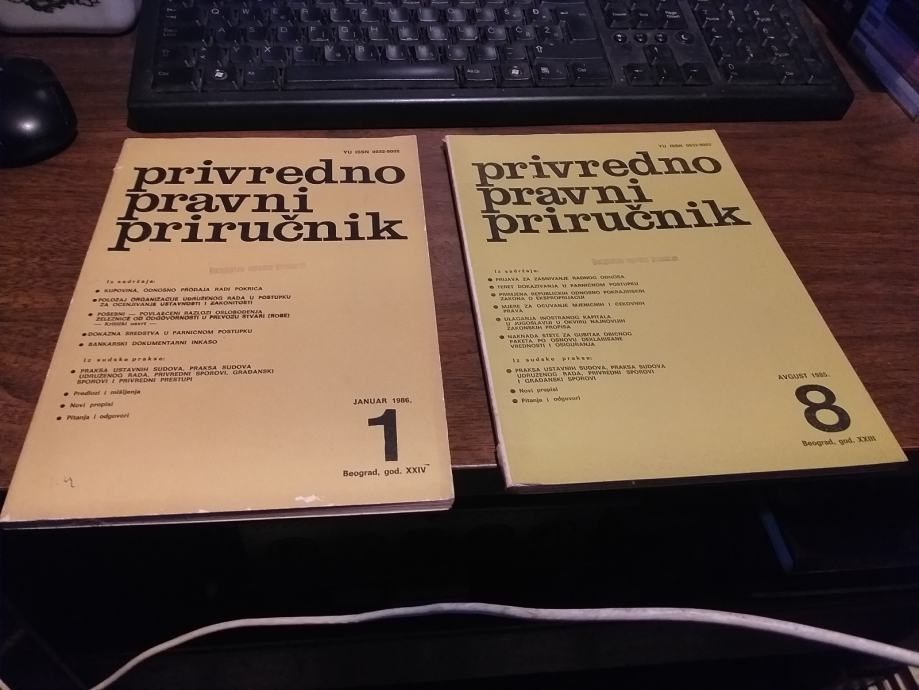 YU ISSN 0032-9002
privredno
pravni
priručnik
Iz sadržaja:
● KUPOVINA, ODNOSNO PRODAJA RADI POKRIĆA
● POLOŽAJ ORGANIZACIJE UDRUŽENOG RADA U POSTUPKU
ZA OCENJIVANJE USTAVNOSTI I ZAKONITOSTI
● POSEBNI — POVLAŠĆENI RAZLOZI OSLOBOĐENJA
ŽELEZNICE OD ODGOVORNOSTI U PREVOZU STVARI (ROBE)
— Kritički osvrt —
● DOKAZNA SREDSTVA U PARNIČNOM POSTUPKU
● BANKARSKI DOKUMENTARNI INKASO
Iz sudske prakse:
● PRAKSA USTAVNIH SUDOVA, PRAKSA SUDOVA
UDRUŽENOG RADA, PRIVREDNI SPOROVI, GRAĐANSKI
SPOROVI I PRIVREDNI PRESTUPI
● Predlozi i mišljenja
● Novi propisi
● Pitanja i odgovori
JANUAR 1986.
1
Beograd, god. XXIV
YU ISSN 0032-9002
privredno
pravni
priručnik
Iz sadržaja:
● PRIJAVA ZA ZASNIVANJE RADNOG ODNOSA
● TERET DOKAZIVANJA U PARNIČNOM POSTUPKU
● PRIMJENA REPUBLIČKIH ODNOSNO POKRAJINSKIH
ZAKONA O EKSPROPRIJACIJI
● MJERE ZA OČUVANJE MJENIČNIH I ČEKOVNIH
PRAVA
● ULAGANJA INOSTRANOG KAPITALA
U JUGOSLAVIJI U OKVIRU NAJNOVIJIH
ZAKONSKIH PROPISA
● NAKNADA ŠTETE ZA GUBITAK OBIČNOG
PAKETA PO OSNOVU DEKLARISANE
VREDNOSTI I OSIGURANJA
Iz sudske prakse:
● PRAKSA USTAVNIH SUDOVA, PRAKSA SUDOVA
UDRUŽENOG RADA, PRIVREDNI SPOROVI
I GRAĐANSKI SPOROVI
● Novi propisi
● Pitanja i odgovori
AVGUST 1985.
8
Beograd, god. XXIII